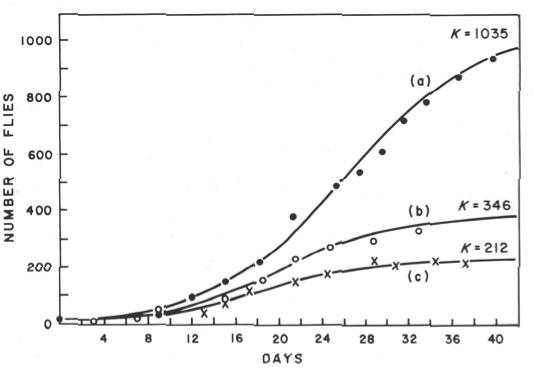 K = 1035
1000
(a)
800
600
400
(b)
K = 346
K = 212
200
(c)
0
4 8 12 16 20 24 28 32 36 40
NUMBER OF FLIES
DAYS